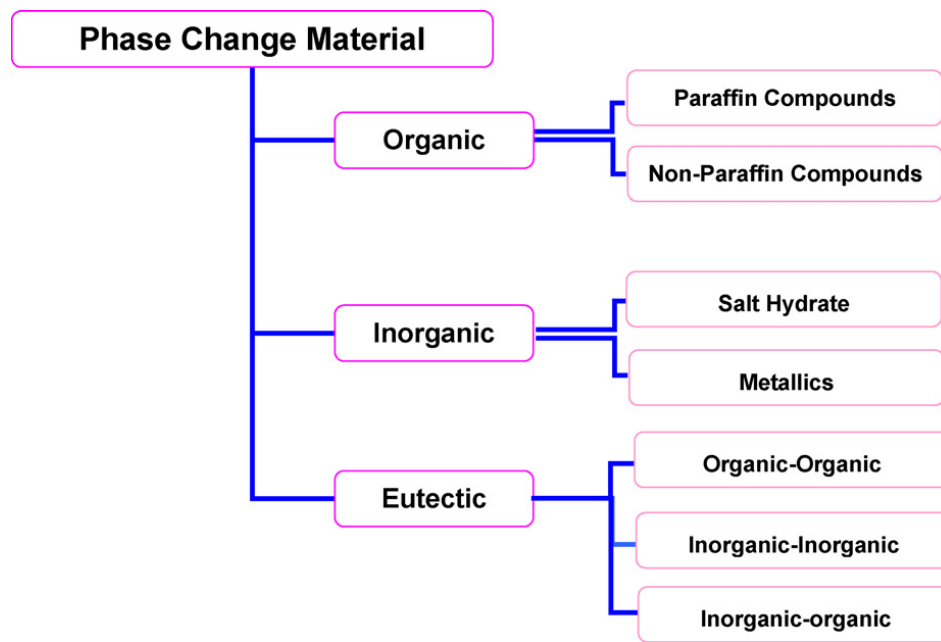 Phase Change Material
Organic
Paraffin Compounds
Non-Paraffin Compounds
Inorganic
Salt Hydrate
Metallics
Eutectic
Organic-Organic
Inorganic-Inorganic
Inorganic-organic